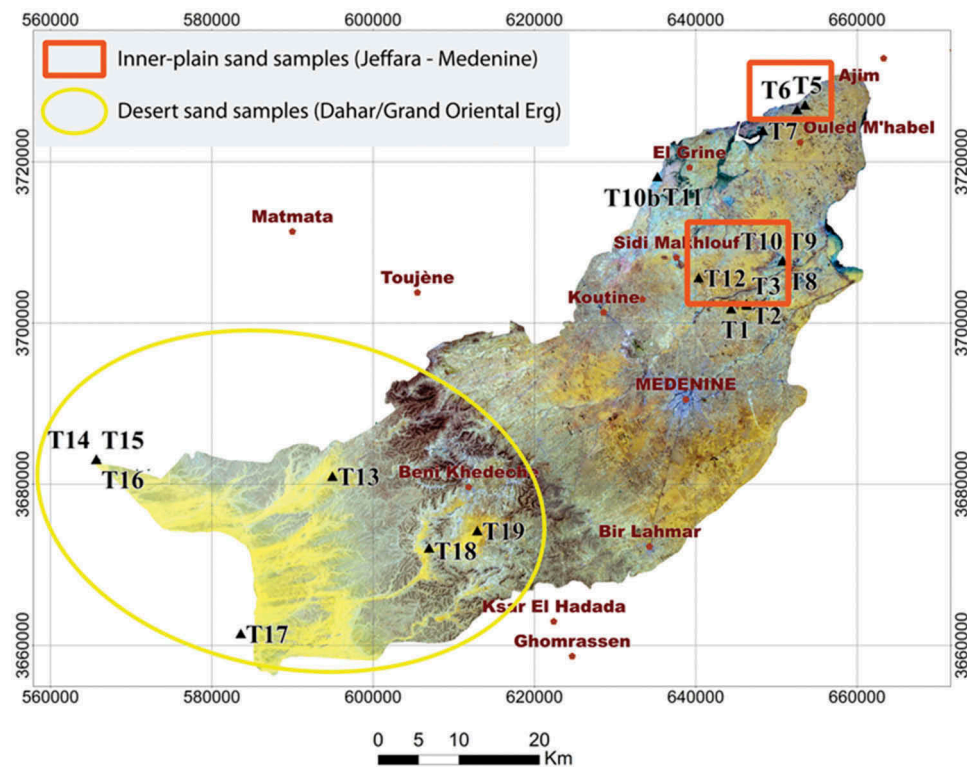 560000 580000 600000 620000 640000 660000
Inner-plain sand samples (Jeffara - Medenine)
Desert sand samples (Dahar/Grand Oriental Erg)
Ajim
T6 T5
T7
Ouled M'habel
3720000
3720000
El Grine
T10bT11
Matmata
Sidi Makhlouf
T10
T9
Toujène
T12
T3
T8
Koutine
T1
T2
3700000
3700000
MEDENINE
T14 T15
T16
T13
Beni Khedeche
3680000
3680000
T19
T18
Bir Lahmar
Ksar El Hadada
T17
Ghomrassen
3660000
3660000
560000 580000 600000 620000 640000 660000
0 5 10 20
Km